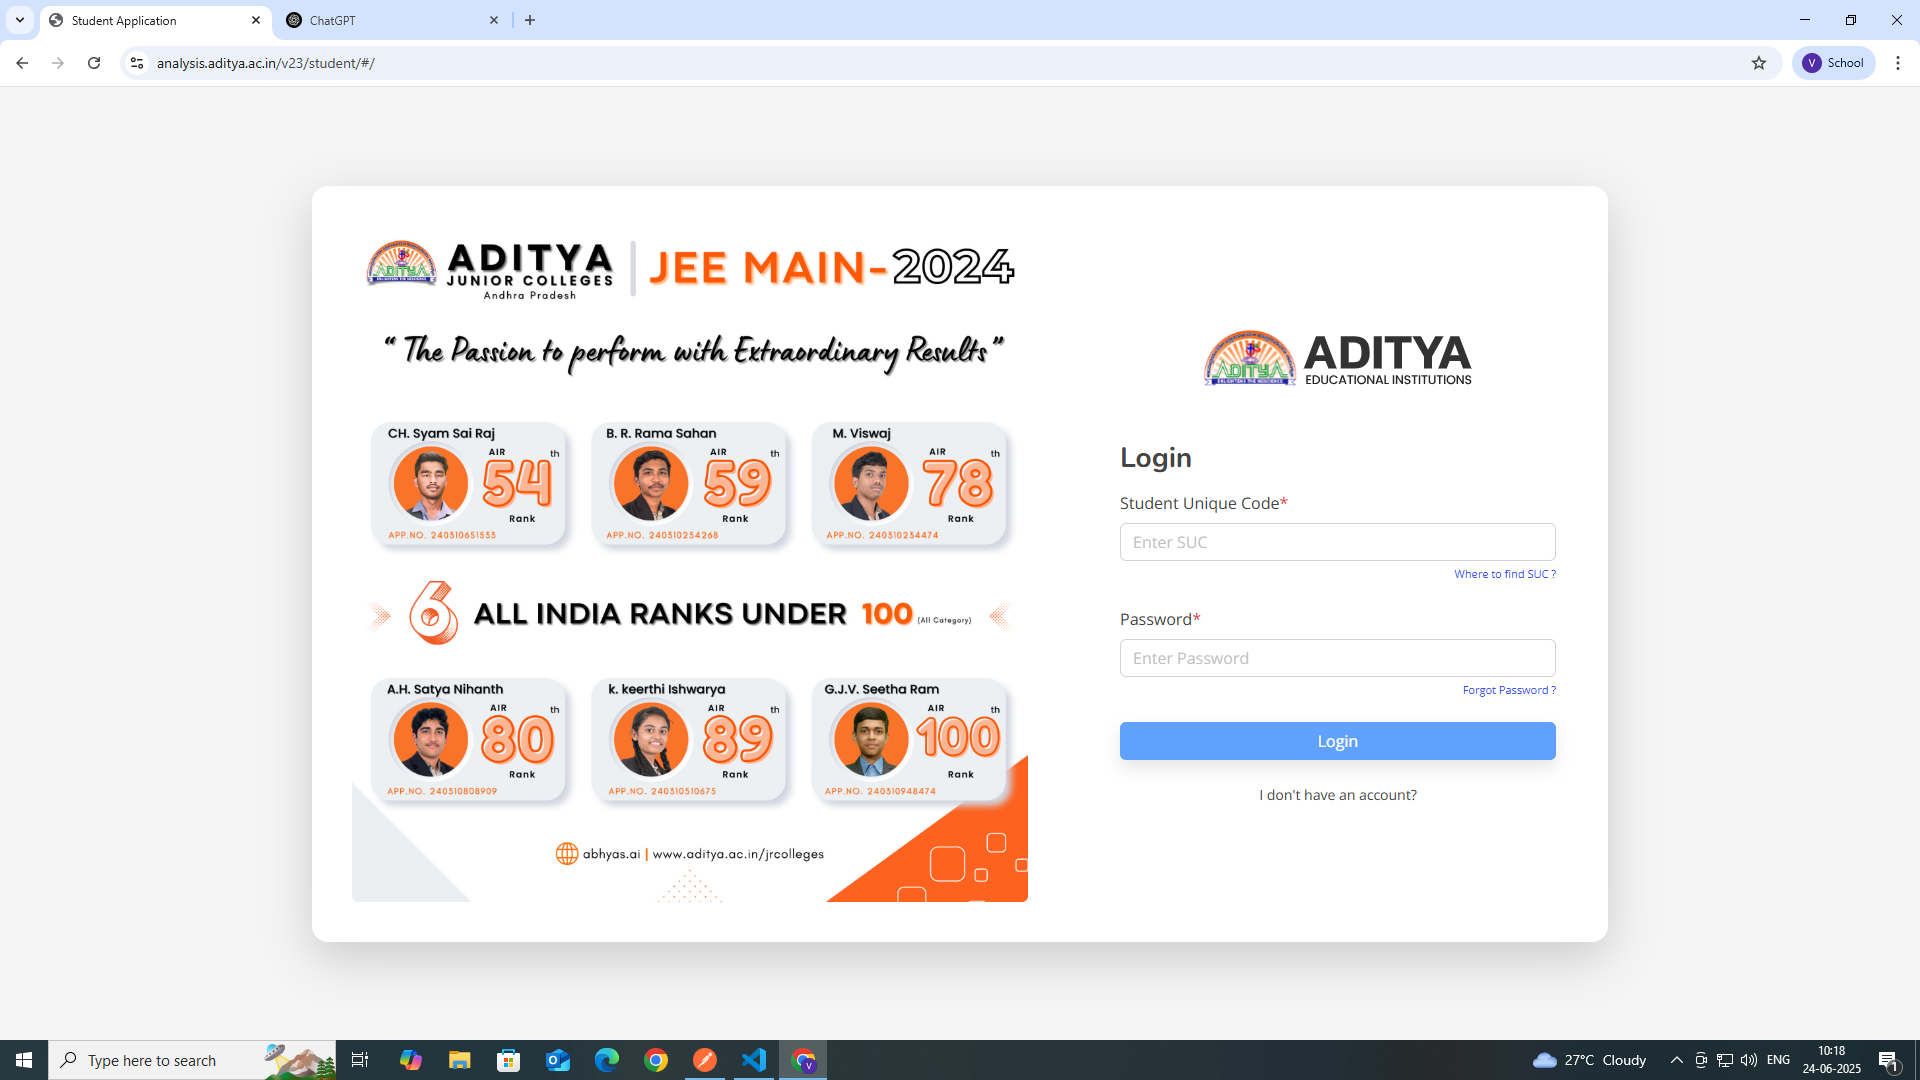 Student Application
ChatGPT
analysis.aditya.ac.in/v23/student/#/
V School
ADITYA
JUNIOR COLLEGES
Andhra Pradesh
JEE MAIN-2024
“ The Passion to perform with Extraordinary Results”
CH. Syam Sai Raj
AIR 54th
Rank
APP.NO. 240310651533
B. R. Rama Sahan
AIR 59th
Rank
APP.NO. 240310254268
M. Viswaj
AIR 78th
Rank
APP.NO. 240310234474
6 ALL INDIA RANKS UNDER 100 (All Category)
A.H. Satya Nihanth
AIR 80th
Rank
APP.NO. 240310808909
k. keerthi Ishwarya
AIR 89th
Rank
APP.NO. 240310510675
G.J.V. Seetha Ram
AIR 100th
Rank
APP.NO. 240310948474
abhyas.ai | www.aditya.ac.in/jrcolleges
ADITYA
ADITYA
EDUCATIONAL INSTITUTIONS
Login
Student Unique Code*
Enter SUC
Where to find SUC ?
Password*
Enter Password
Forgot Password ?
Login
I don't have an account?
Type here to search
27°C Cloudy
ENG
10:18
24-06-2025
1